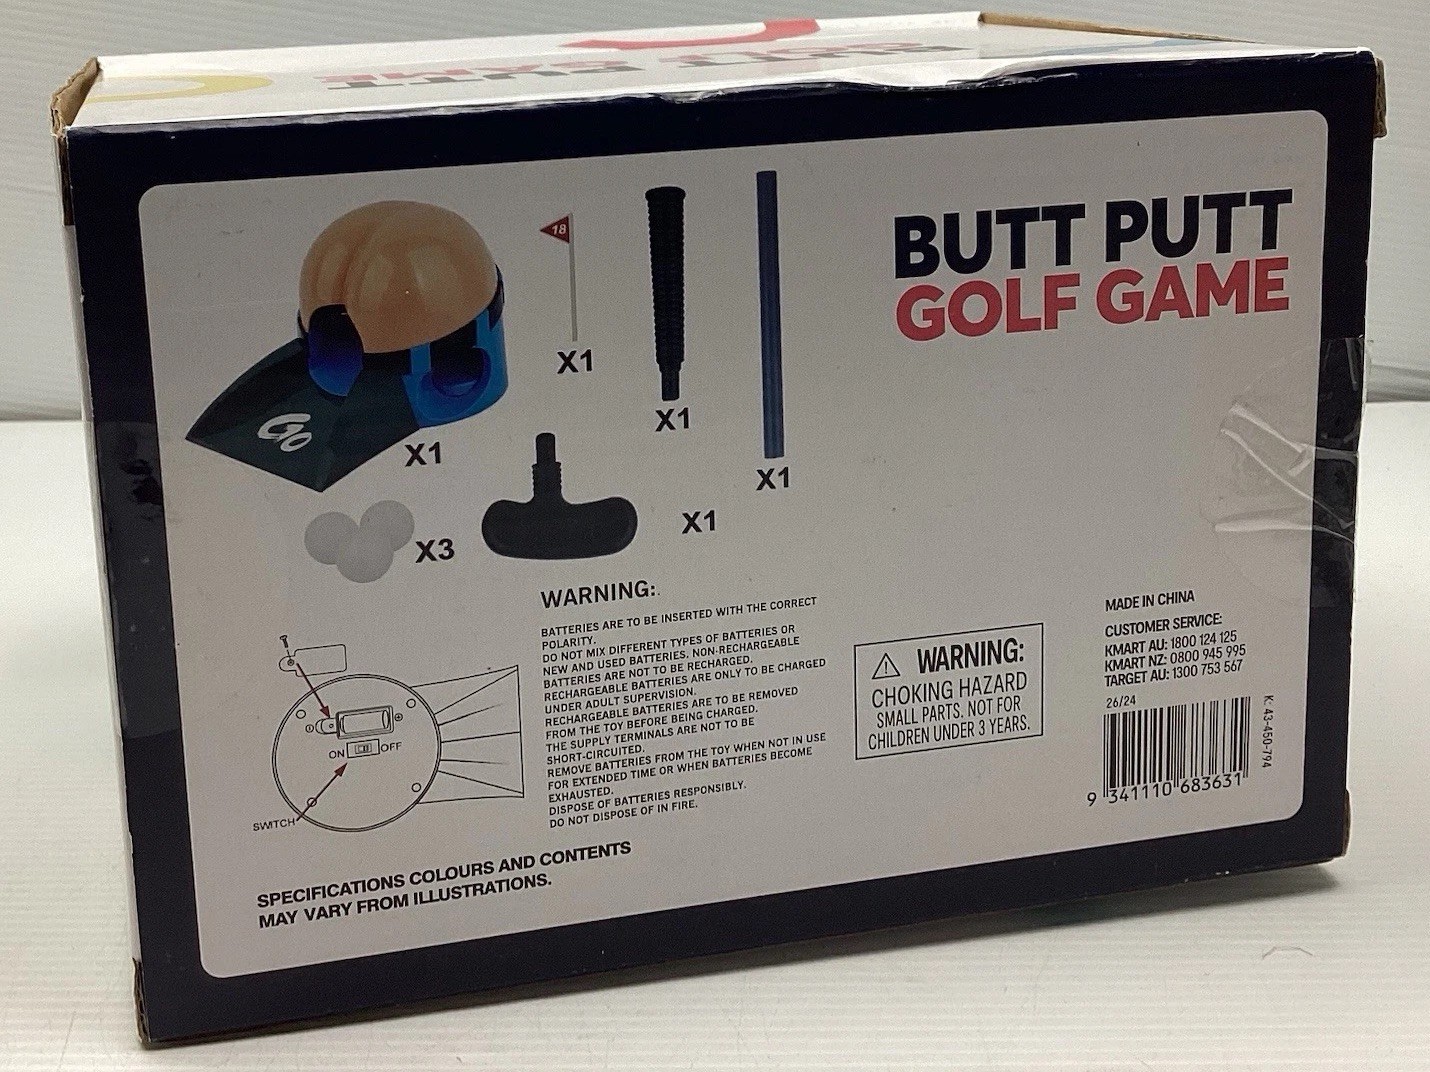 BUTT PUTT
GOLF GAME
BUTT PUTT
GOLF GAME
18
X1
X1
X1
GO
X1
X3
X1
WARNING:
BATTERIES ARE TO BE INSERTED WITH THE CORRECT
POLARITY.
DO NOT MIX DIFFERENT TYPES OF BATTERIES OR
NEW AND USED BATTERIES. NON-RECHARGEABLE
BATTERIES ARE NOT TO BE RECHARGED.
RECHARGEABLE BATTERIES ARE ONLY TO BE CHARGED
UNDER ADULT SUPERVISION.
RECHARGEABLE BATTERIES ARE TO BE REMOVED
FROM THE TOY BEFORE BEING CHARGED.
THE SUPPLY TERMINALS ARE NOT TO BE
SHORT-CIRCUITED.
REMOVE BATTERIES FROM THE TOY WHEN NOT IN USE
FOR EXTENDED TIME OR WHEN BATTERIES BECOME
EXHAUSTED.
DISPOSE OF BATTERIES RESPONSIBLY.
DO NOT DISPOSE OF IN FIRE.
ON OFF
SWITCH
SPECIFICATIONS COLOURS AND CONTENTS
MAY VARY FROM ILLUSTRATIONS.
WARNING:
CHOKING HAZARD
SMALL PARTS. NOT FOR
CHILDREN UNDER 3 YEARS.
MADE IN CHINA
CUSTOMER SERVICE:
KMART AU: 1800 124 125
KMART NZ: 0800 945 995
TARGET AU: 1300 753 567
26/24
K: 43-450-794
9 341110 683631